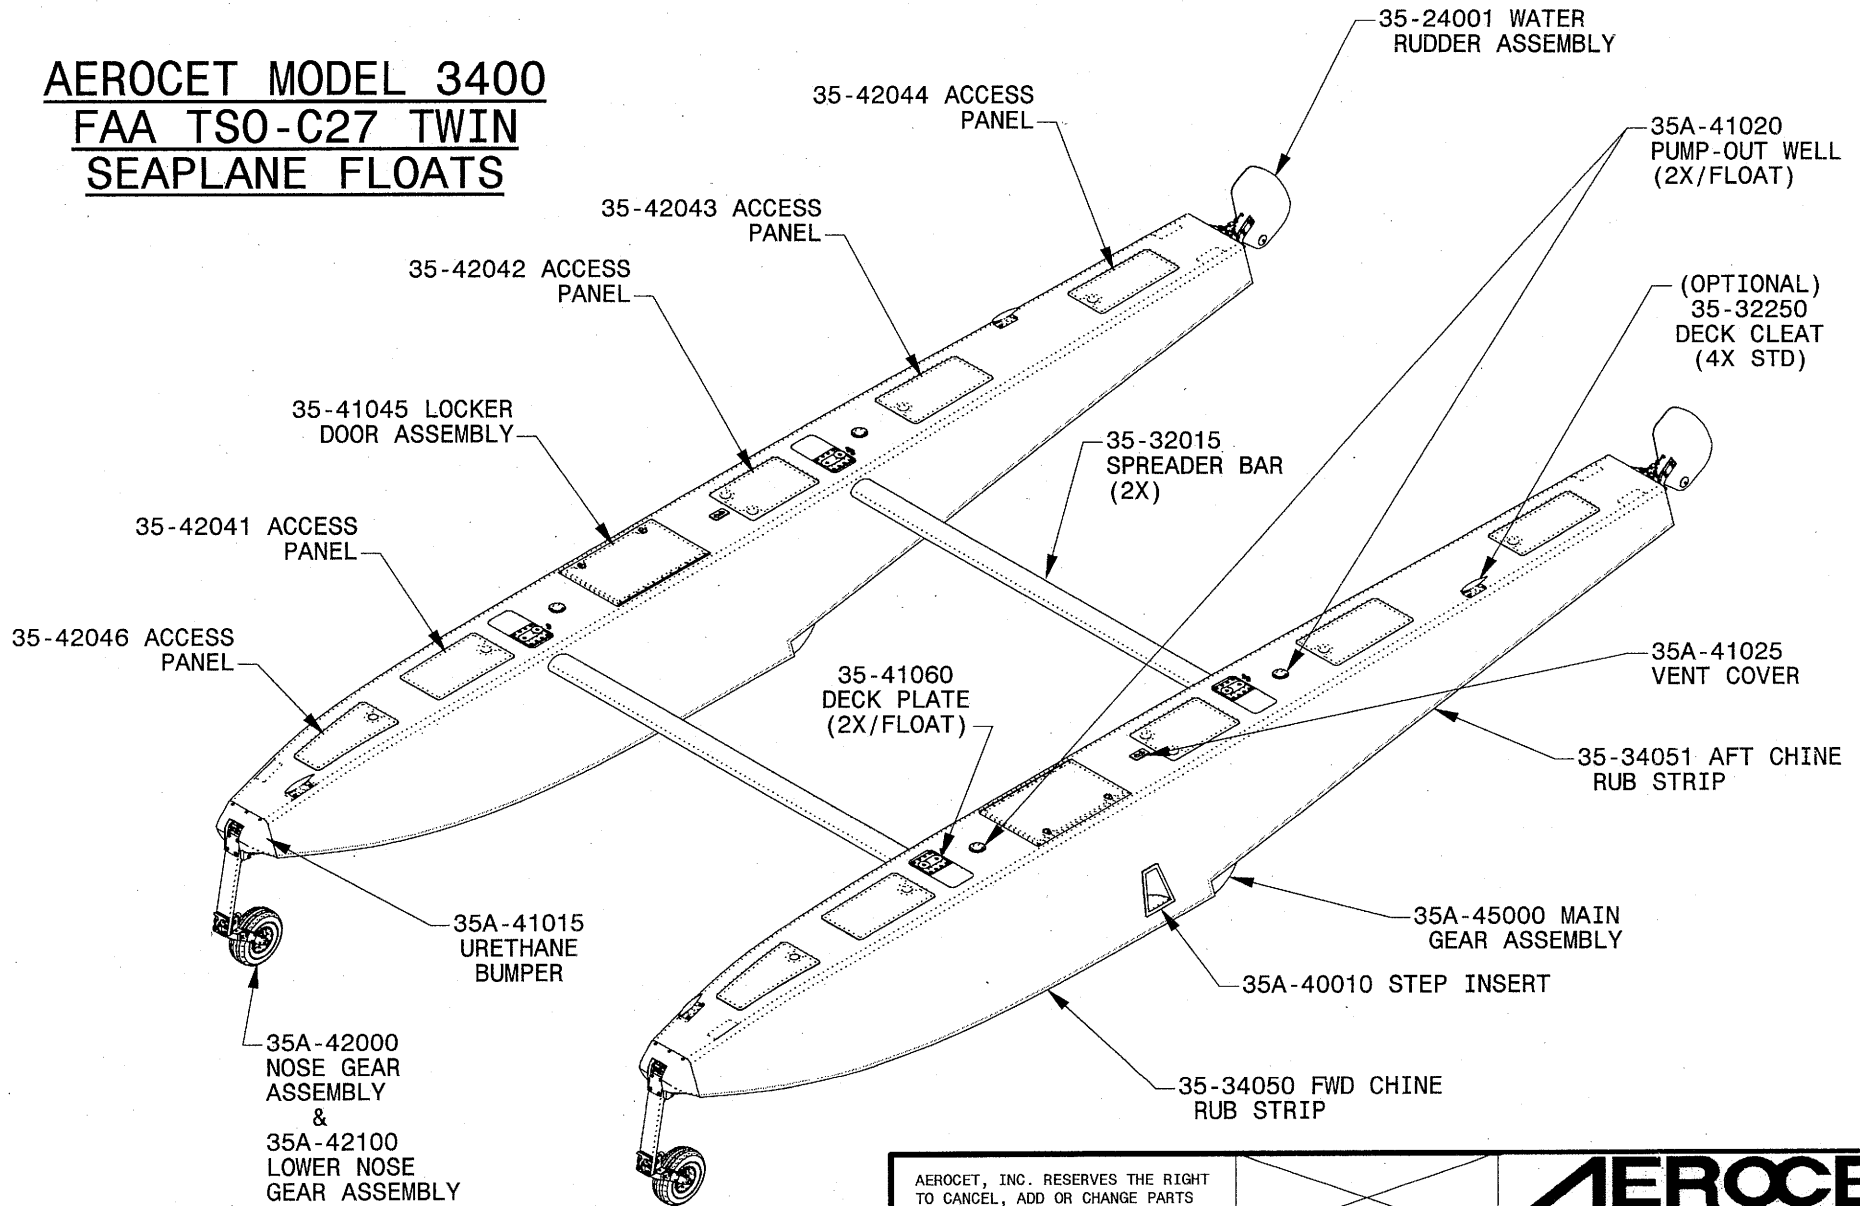 AEROCET MODEL 3400
FAA TSO-C27 TWIN
SEAPLANE FLOATS
35-24001 WATER
RUDDER ASSEMBLY
35-42044 ACCESS
PANEL
35A-41020
PUMP-OUT WELL
(2X/FLOAT)
35-42043 ACCESS
PANEL
35-42042 ACCESS
PANEL
(OPTIONAL)
35-32250
DECK CLEAT
(4X STD)
35-41045 LOCKER
DOOR ASSEMBLY
35-32015
SPREADER BAR
(2X)
35-42041 ACCESS
PANEL
35-42046 ACCESS
PANEL
35-41060
DECK PLATE
(2X/FLOAT)
35A-41025
VENT COVER
35-34051 AFT CHINE
RUB STRIP
35A-41015
URETHANE
BUMPER
35A-45000 MAIN
GEAR ASSEMBLY
35A-40010 STEP INSERT
35A-42000
NOSE GEAR
ASSEMBLY
&
35A-42100
LOWER NOSE
GEAR ASSEMBLY
35-34050 FWD CHINE
RUB STRIP
AEROCET, INC. RESERVES THE RIGHT
TO CANCEL, ADD OR CHANGE PARTS
AEROCE